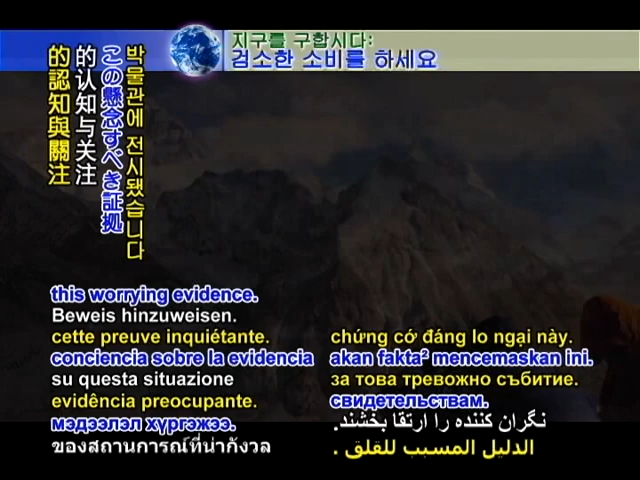 지구를 구합시다:
검소한 소비를 하세요
박물관에 전시됐습니다
この懸念すべき証拠
的认知与关注
的認知與關注
this worrying evidence.
Beweis hinzuweisen.
cette preuve inquiétante.
conciencia sobre la evidencia
su questa situazione
evidência preocupante.
мэдээлэл хүргэжээ.
ของสถานการณ์ที่น่ากังวล
chứng cớ đáng lo ngại này.
akan fakta² mencemaskan ini.
за това тревожно събитие.
свидетельствам.
نگران کننده را ارتقا بخشند.
الدليل المسبب للقلق .